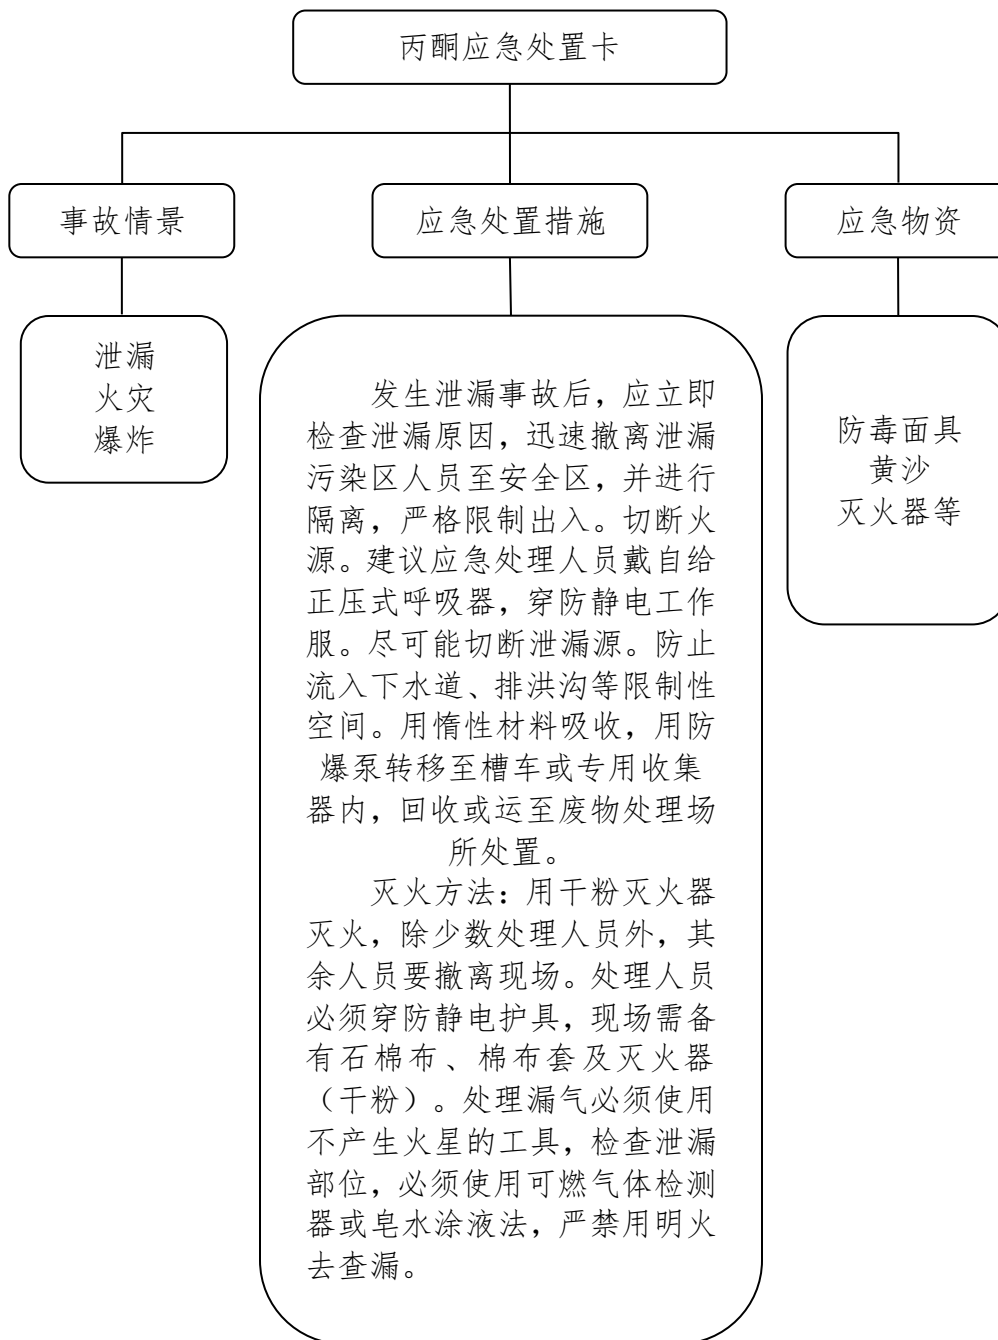 丙酮应急处置卡
事故情景
应急处置措施
应急物资
泄漏
火灾
爆炸
发生泄漏事故后，应立即
检查泄漏原因，迅速撤离泄漏
污染区人员至安全区，并进行
隔离，严格限制出入。切断火
源。建议应急处理人员戴自给
正压式呼吸器，穿防静电工作
服。尽可能切断泄漏源。防止
流入下水道、排洪沟等限制性
空间。用惰性材料吸收，用防
爆泵转移至槽车或专用收集
器内，回收或运至废物处理场
所处置。
灭火方法：用干粉灭火器
灭火，除少数处理人员外，其
余人员要撤离现场。处理人员
必须穿防静电护具，现场需备
有石棉布、棉布套及灭火器
（干粉）。处理漏气必须使用
不产生火星的工具，检查泄漏
部位，必须使用可燃气体检测
器或皂水涂液法，严禁用明火
去查漏。
防毒面具
黄沙
灭火器等